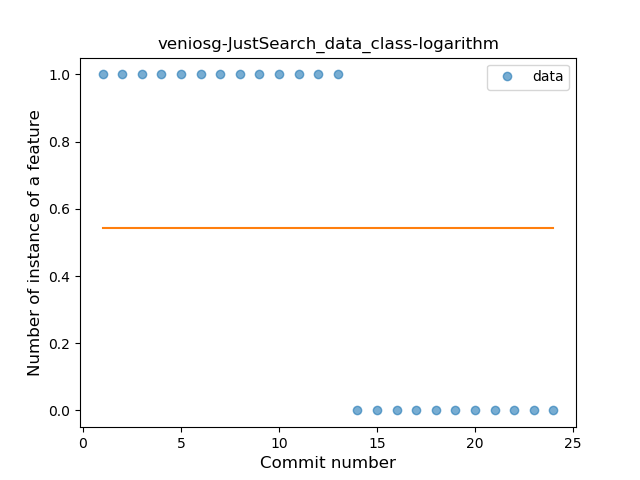 veniosg-JustSearch_data_class-logarithm
data
Number of instance of a feature
1.0
0.8
0.6
0.4
0.2
0.0
0 5 10 15 20 25
Commit number